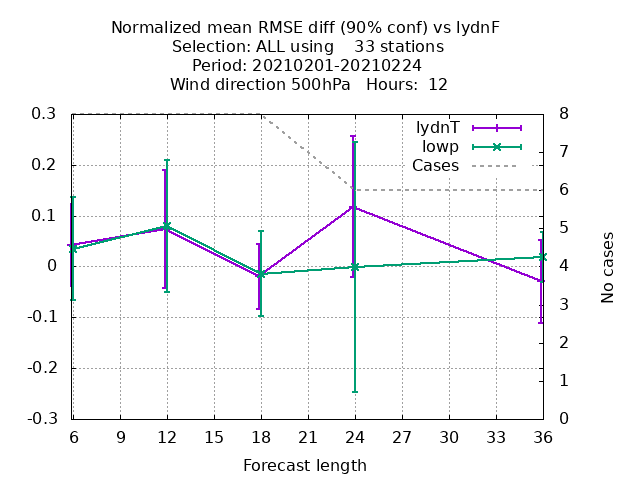 Normalized mean RMSE diff (90% conf) vs lydnF
Selection: ALL using    33 stations
Period: 20210201-20210224
Wind direction 500hPa   Hours:  12
0.3
0.2
0.1
0
-0.1
-0.2
-0.3
8
7
6
5
4
3
2
1
0
lydnT
lowp
Cases
No cases
6 9 12 15 18 21 24 27 30 33 36
Forecast length